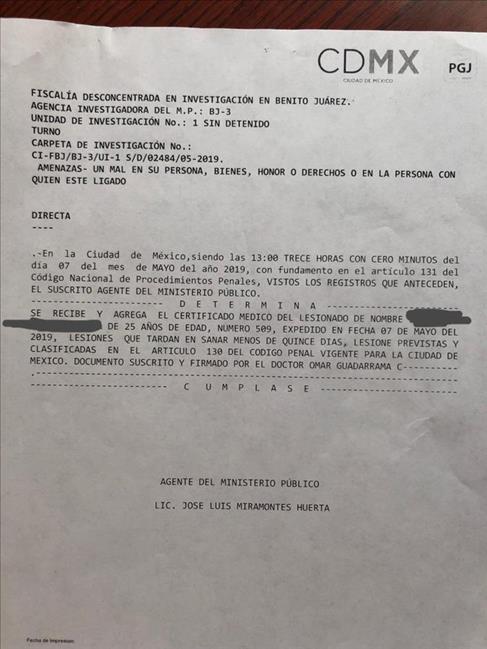 CDMX
CIUDAD DE MÉXICO
PGJ
FISCALÍA DESCONCENTRADA EN INVESTIGACIÓN EN BENITO JUÁREZ.
AGENCIA INVESTIGADORA DEL M.P.: BJ-3
UNIDAD DE INVESTIGACIÓN No.: 1 SIN DETENIDO
TURNO
CARPETA DE INVESTIGACIÓN No.:
CI-FBJ/BJ-3/UI-1 S/D/02484/05-2019.
AMENAZAS- UN MAL EN SU PERSONA, BIENES, HONOR O DERECHOS O EN LA PERSONA CON
QUIEN ESTE LIGADO
DIRECTA
----
.-En la Ciudad de México,siendo las 13:00 TRECE HORAS CON CERO MINUTOS del
día 07 del mes de MAYO del año 2019, con fundamento en el artículo 131 del
Código Nacional de Procedimientos Penales, VISTOS LOS REGISTROS QUE ANTECEDEN,
EL SUSCRITO AGENTE DEL MINISTERIO PÚBLICO.
------------------------ D E T E R M I N A ------------------------
SE RECIBE Y AGREGA EL CERTIFICADO MEDICO DEL LESIONADO DE NOMBRE
DE 25 AÑOS DE EDAD, NUMERO 509, EXPEDIDO EN FECHA 07 DE MAYO DEL
2019, LESIONES QUE TARDAN EN SANAR MENOS DE QUINCE DIAS, LESIONE PREVISTAS Y
CLASIFICADAS EN EL ARTICULO 130 DEL CODIGO PENAL VIGENTE PARA LA CIUDAD DE
MEXICO. DOCUMENTO SUSCRITO Y FIRMADO POR EL DOCTOR OMAR GUADARRAMA C----------
.-----------------------------------------------------------------------------
------------------------ C U M P L A S E ------------------------
AGENTE DEL MINISTERIO PÚBLICO
LIC. JOSE LUIS MIRAMONTES HUERTA
Fecha de Impresion: